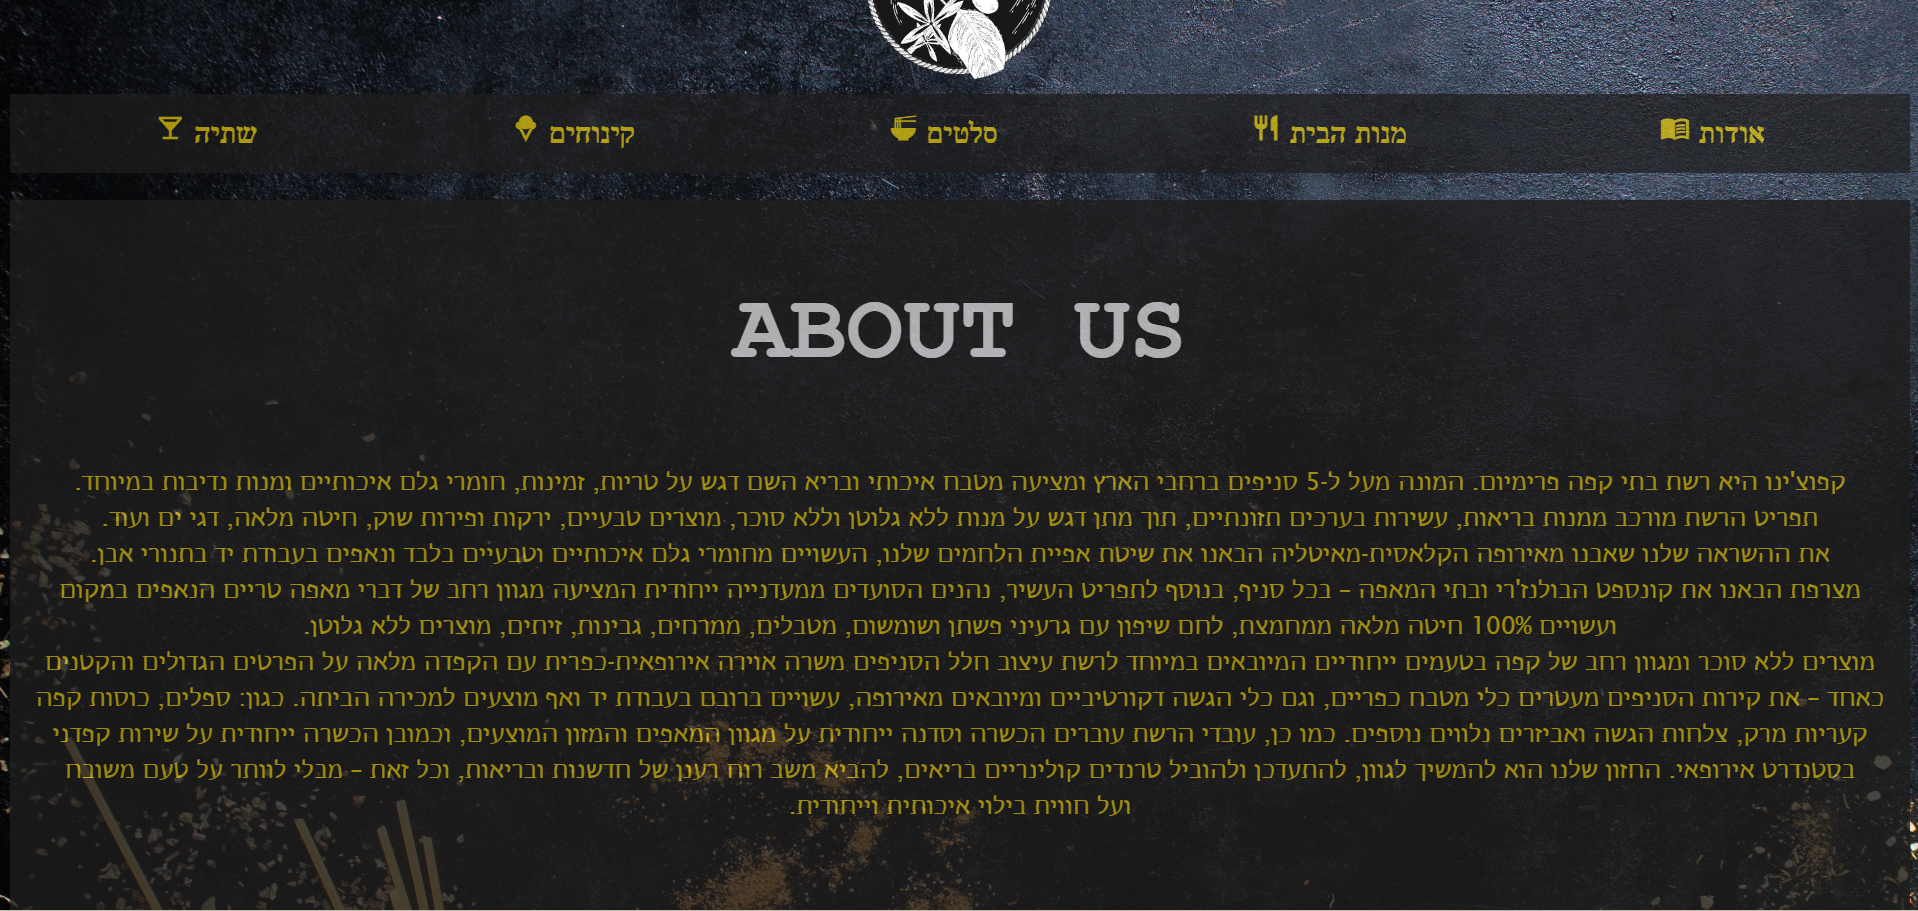 אודות
מנות הבית
סלטים
קינוחים
שתיה
ABOUT US
קפוצ'ינו היא רשת בתי קפה פרימיום. המונה מעל ל-5 סניפים ברחבי הארץ ומציעה מטבח איכותי ובריא השם דגש על טריות, זמינות, חומרי גלם איכותיים ומנות נדיבות במיוחד.
תפריט הרשת מורכב ממנות בריאות, עשירות בערכים תזונתיים, תוך מתן דגש על מנות ללא גלוטן וללא סוכר, מוצרים טבעיים, ירקות ופירות שוק, חיטה מלאה, דגי ים ועוד.
את ההשראה שלנו שאבנו מאירופה הקלאסית-מאיטליה הבאנו את שיטת אפיית הלחמים שלנו, העשויים מחומרי גלם איכותיים וטבעיים בלבד ונאפים בעבודת יד בתנורי אבן.
מצרפת הבאנו את קונספט הבולנז'רי ובתי המאפה – בכל סניף, בנוסף לתפריט העשיר, נהנים הסועדים ממעדנייה ייחודית המציעה מגוון רחב של דברי מאפה טריים הנאפים במקום
ועשויים 100% חיטה מלאה ממחמצת, לחם שיפון עם גרעיני פשתן ושומשום, מטבלים, ממרחים, גבינות, זיתים, מוצרים ללא גלוטן.
מוצרים ללא סוכר ומגוון רחב של קפה בטעמים ייחודיים המיובאים במיוחד לרשת עיצוב חלל הסניפים משרה אוירה אירופאית-כפרית עם הקפדה מלאה על הפרטים הגדולים והקטנים
כאחד – את קירות הסניפים מעטרים כלי מטבח כפריים, וגם כלי הגשה דקורטיביים ומיובאים מאירופה, עשויים ברובם בעבודת יד ואף מוצעים למכירה הביתה. כגון: ספלים, כוסות קפה
קעריות מרק, צלחות הגשה ואביזרים נלווים נוספים. כמו כן, עובדי הרשת עוברים הכשרה וסדנה ייחודית על מגוון המאפים והמזון המוצעים, וכמובן הכשרה ייחודית על שירות קפדני
בסטנדרט אירופאי. החזון שלנו הוא להמשיך לגוון, להתעדכן ולהוביל טרנדים קולינריים בריאים, להביא משב רוח רענן של חדשנות ובריאות, וכל זאת – מבלי לוותר על טעם משובח
ועל חווית בילוי איכותית וייחודית.